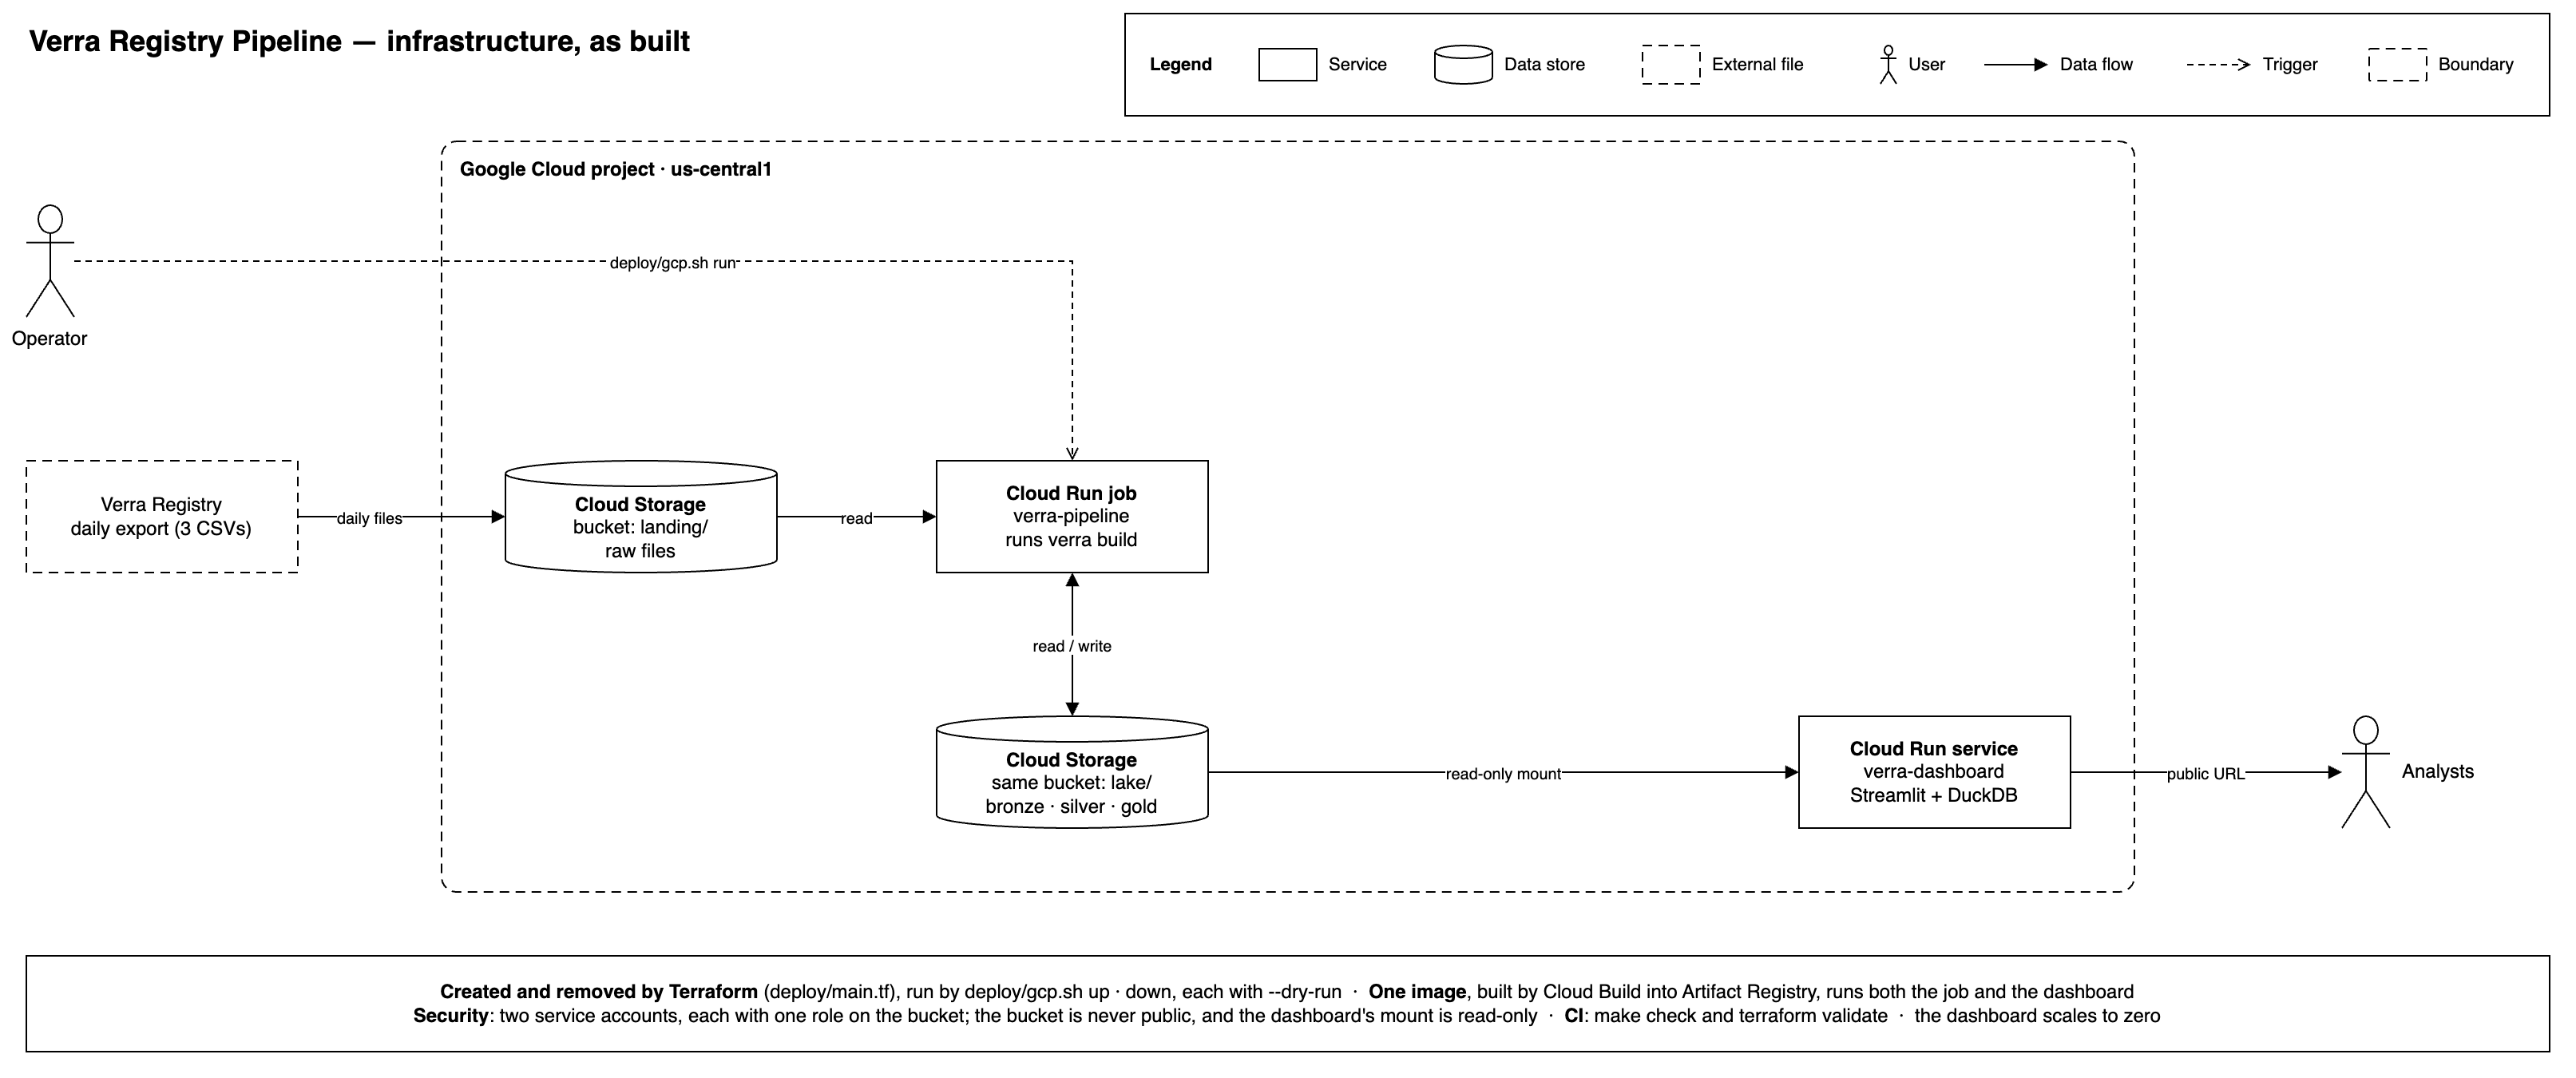 Verra Registry Pipeline — infrastructure, as built
Legend
Service
Data store
External file
User
Data flow
Trigger
Boundary
Google Cloud project · us-central1
deploy/gcp.sh run
Operator
Verra Registry
daily export (3 CSVs)
daily files
Cloud Storage
bucket: landing/
raw files
read
Cloud Run job
verra-pipeline
runs verra build
read / write
Cloud Storage
same bucket: lake/
bronze · silver · gold
read-only mount
Cloud Run service
verra-dashboard
Streamlit + DuckDB
public URL
Analysts
Created and removed by Terraform (deploy/main.tf), run by deploy/gcp.sh up · down, each with --dry-run · One image, built by Cloud Build into Artifact Registry, runs both the job and the dashboard
Security: two service accounts, each with one role on the bucket; the bucket is never public, and the dashboard's mount is read-only · CI: make check and terraform validate · the dashboard scales to zero